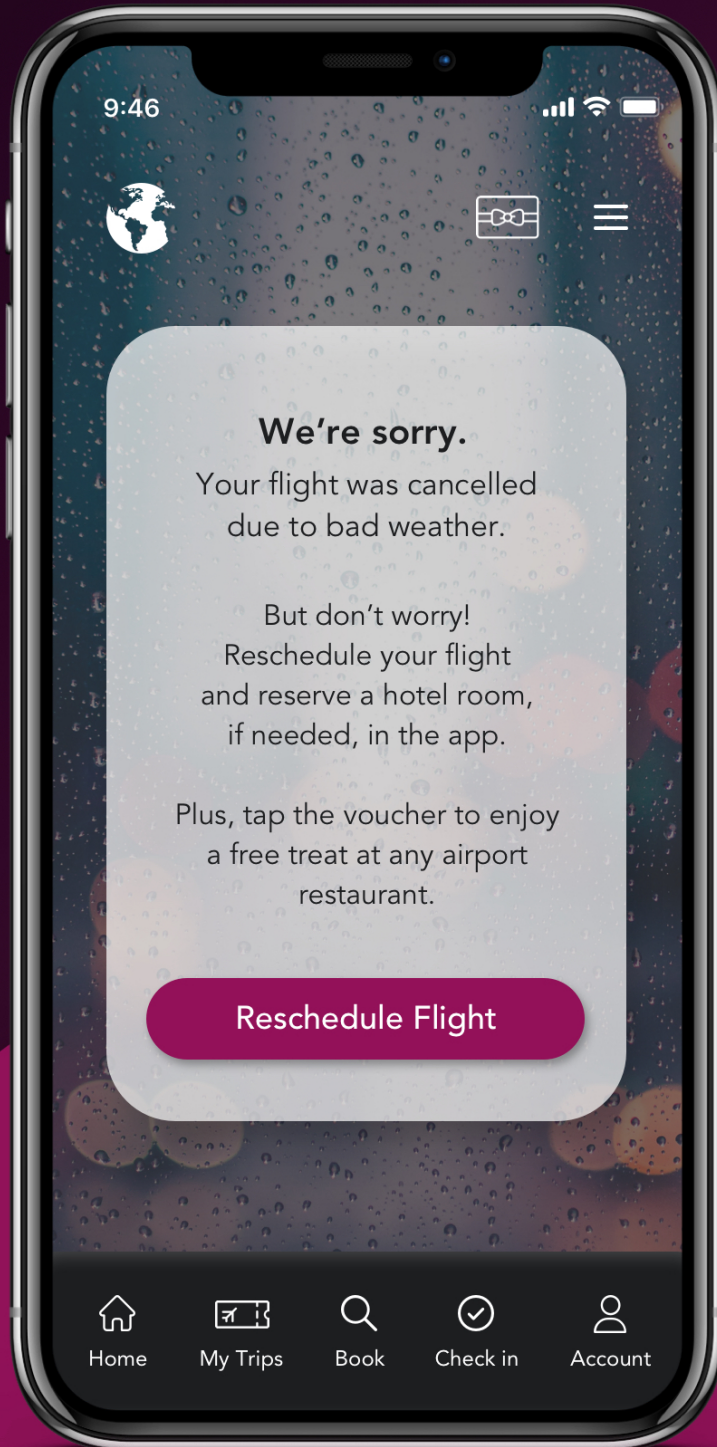 9:46
We're sorry.
Your flight was cancelled
due to bad weather.
But don't worry!
Reschedule your flight
and reserve a hotel room,
if needed, in the app.
Plus, tap the voucher to enjoy
a free treat at any airport
restaurant.
Reschedule Flight
Home
My Trips
Book
Check in
Account